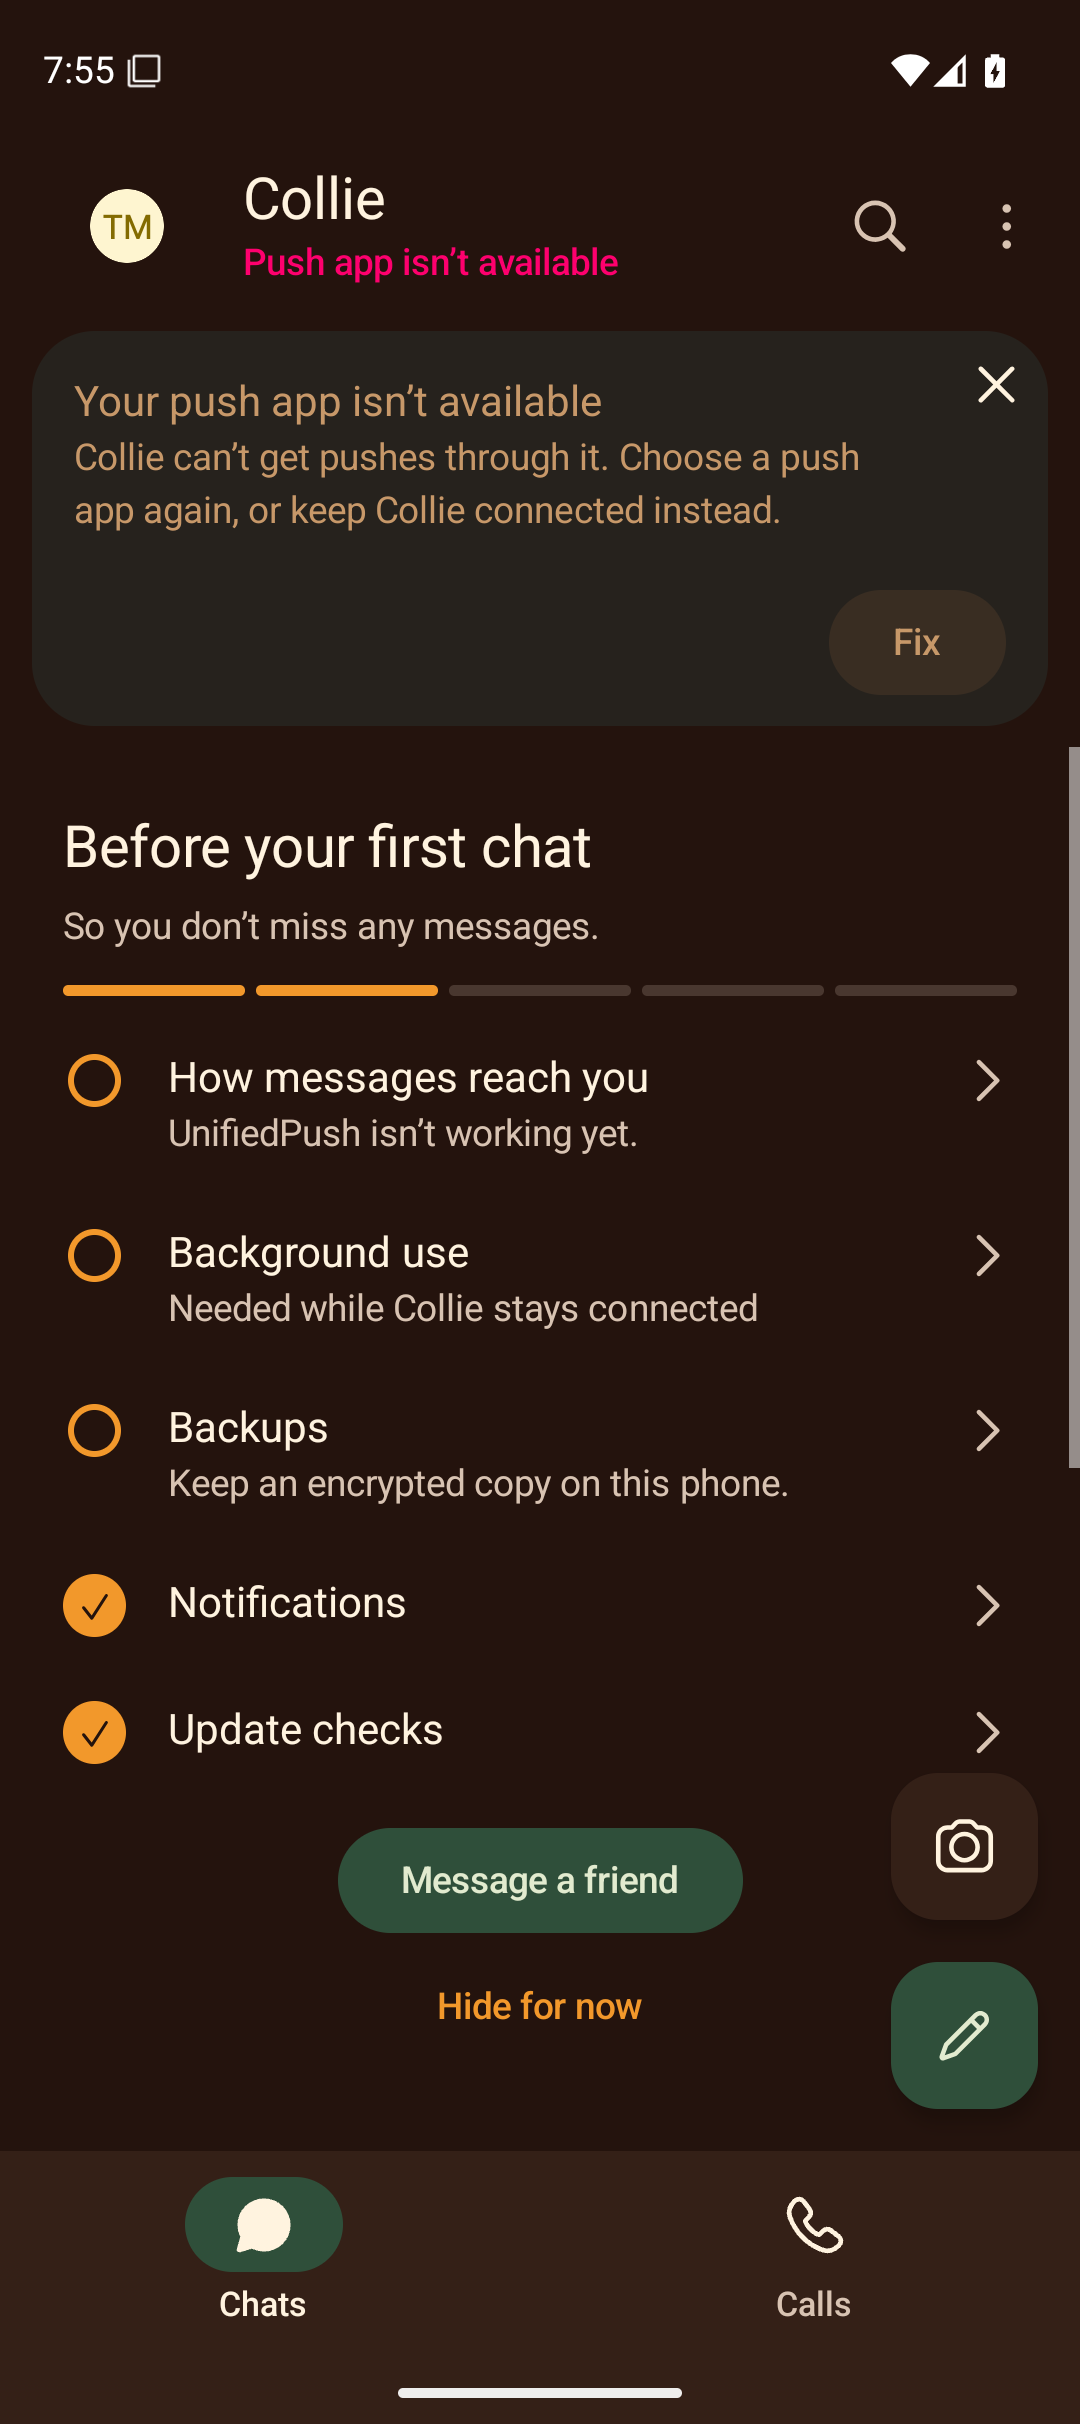 7:55
TM
Collie
Push app isn’t available
Your push app isn’t available
Collie can’t get pushes through it. Choose a push
app again, or keep Collie connected instead.
Fix
Before your first chat
So you don’t miss any messages.
How messages reach you
UnifiedPush isn’t working yet.
Background use
Needed while Collie stays connected
Backups
Keep an encrypted copy on this phone.
Notifications
Update checks
Message a friend
Hide for now
Chats
Calls